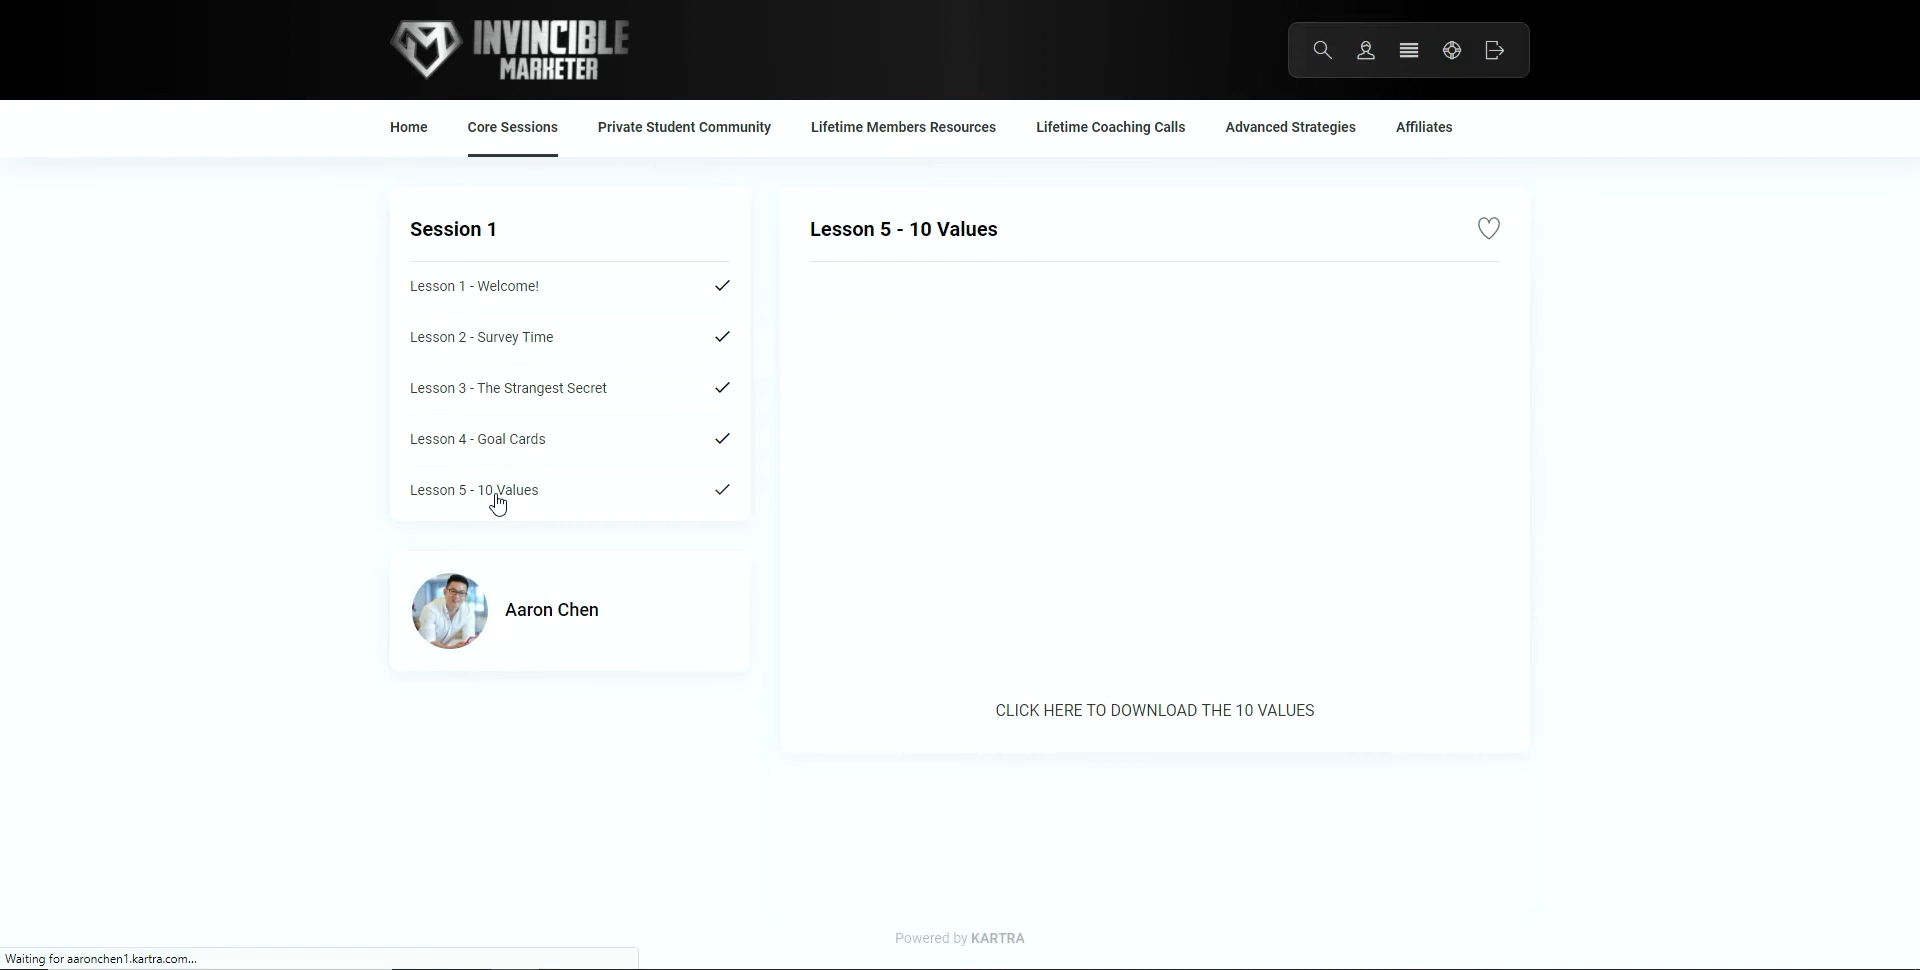 INVINCIBLE
MARKETER
Home
Core Sessions
Private Student Community
Lifetime Members Resources
Lifetime Coaching Calls
Advanced Strategies
Affiliates
Session 1
Lesson 1 - Welcome!
Lesson 2 - Survey Time
Lesson 3 - The Strangest Secret
Lesson 4 - Goal Cards
Lesson 5 - 10 Values
Aaron Chen
Lesson 5 - 10 Values
CLICK HERE TO DOWNLOAD THE 10 VALUES
Powered by KARTRA
Waiting for aaronchen1.kartra.com...